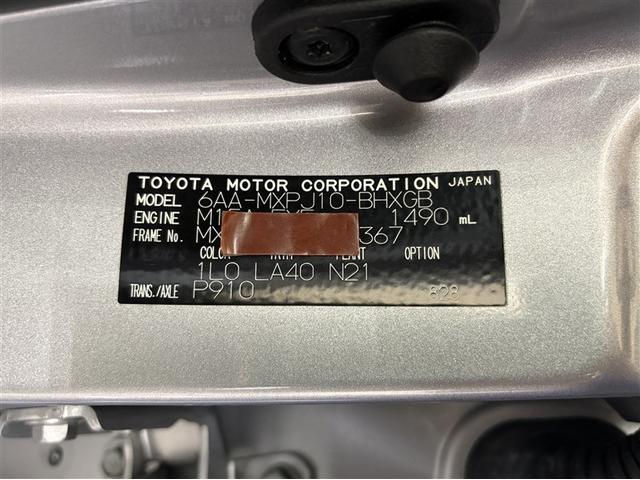 TOYOTA MOTOR CORPORATION JAPAN
MODEL 6AA-MXPJ10-BHXGB
ENGINE 1490 mL
FRAME No. MX 367
COLOR TRIM PLANT OPTION
1L0 LA40 N21
TRANS./AXLE P910 828